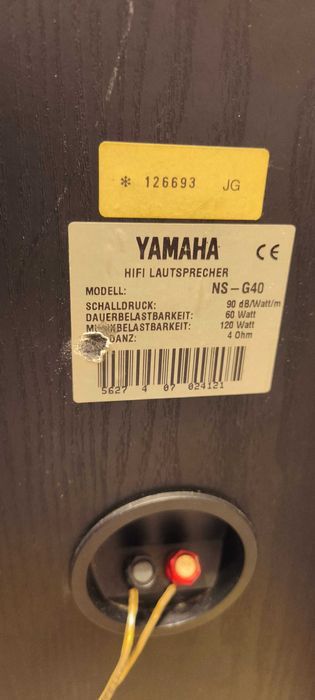 * 126693 JG
YAMAHA CE
HIFI LAUTSPRECHER
MODELL: NS-G40
SCHALLDRUCK: 90 dB/Watt/m
DAUERBELASTBARKEIT: 60 Watt
120 Watt
4 Ohm
5627 4 07 024121